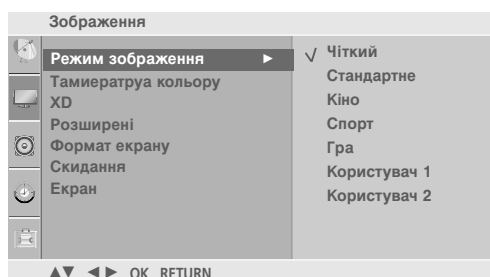 Зображення
Режим зображення ►
Тамиератруа кольору
XD
Розширені
Формат екрану
Скидання
Екран
√ Чіткий
Стандартне
Кіно
Спорт
Гра
Користувач 1
Користувач 2
▲▼ ◄► OK RETURN